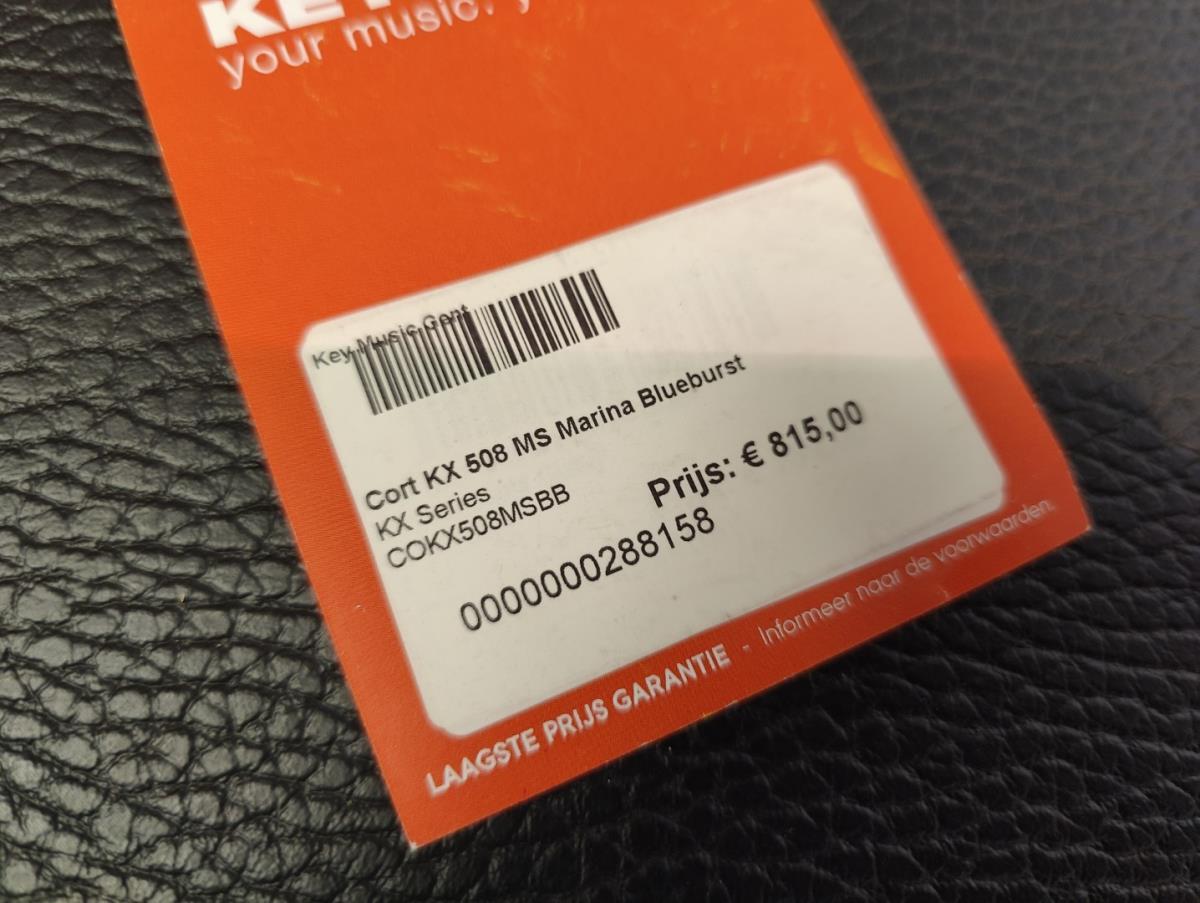 KEY
your music.
Key Music Gent
Cort KX 508 MS Marina Blueburst
KX Series
COKX508MSBB
Prijs: € 815,00
0000000288158
LAAGSTE PRIJS GARANTIE - Informeer naar de voorwaarden.